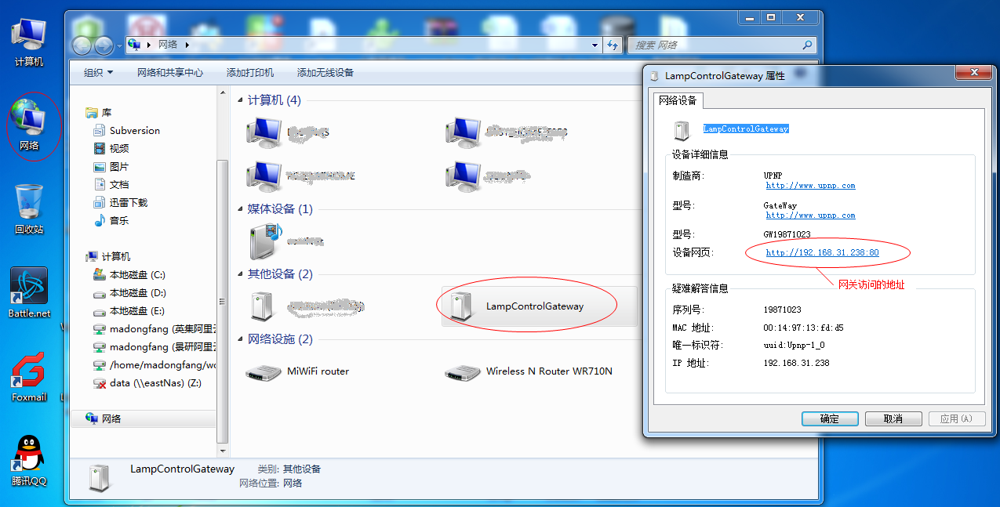 计算机
网络
回收站
Battle.net
Foxmail
腾讯QQ
网络
搜索 网络
组织
网络和共享中心
添加打印机
添加无线设备
库
Subversion
视频
图片
文档
迅雷下载
音乐
计算机
本地磁盘 (C:)
本地磁盘 (D:)
本地磁盘 (E:)
madongfang (英集阿里云
madongfang (景研阿里云
/home/madongfang/wo
data (\\eastNas) (Z:)
网络
计算机 (4)
媒体设备 (1)
其他设备 (2)
LampControlGateway
网络设施 (2)
MiWiFi router
Wireless N Router WR710N
LampControlGateway
类别: 其他设备
网络位置: 网络
LampControlGateway 属性
网络设备
LampControlGateway
设备详细信息
制造商: UPNP
http://www.upnp.com
型号: GateWay
http://www.upnp.com
型号: GW19871023
设备网页: http://192.168.31.238:80
网关访问的地址
疑难解答信息
序列号: 19871023
MAC 地址: 00:14:97:13:fd:d5
唯一标识符: uuid:Upnp-1_0
IP 地址: 192.168.31.238
确定
取消
应用(A)